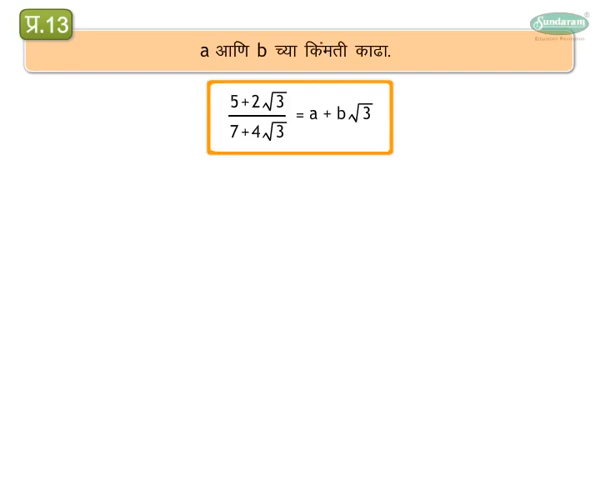 प्र.13
Sundaram®
a आणि b च्या किंमती काढा.
5+2√3
7+4√3
= a + b√3